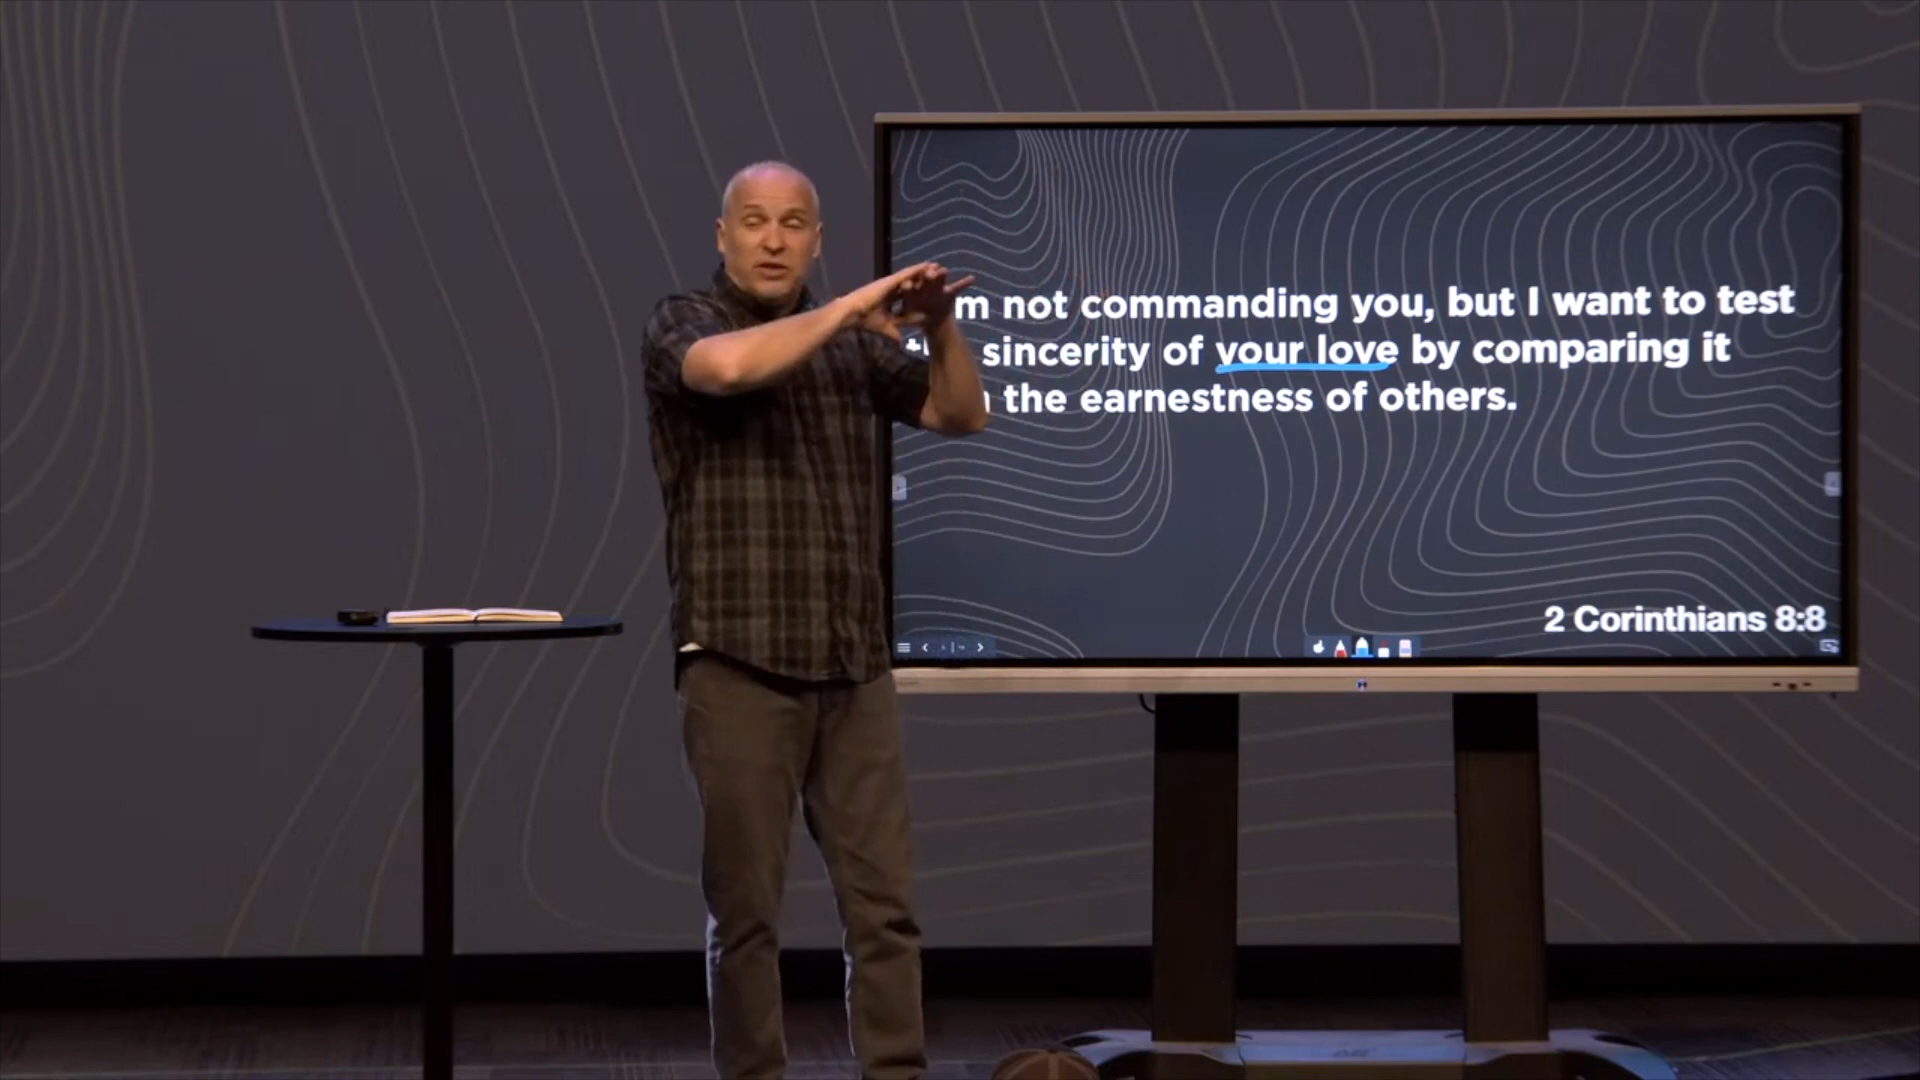 m not commanding you, but I want to test
sincerity of your love by comparing it
the earnestness of others.
2 Corinthians 8:8